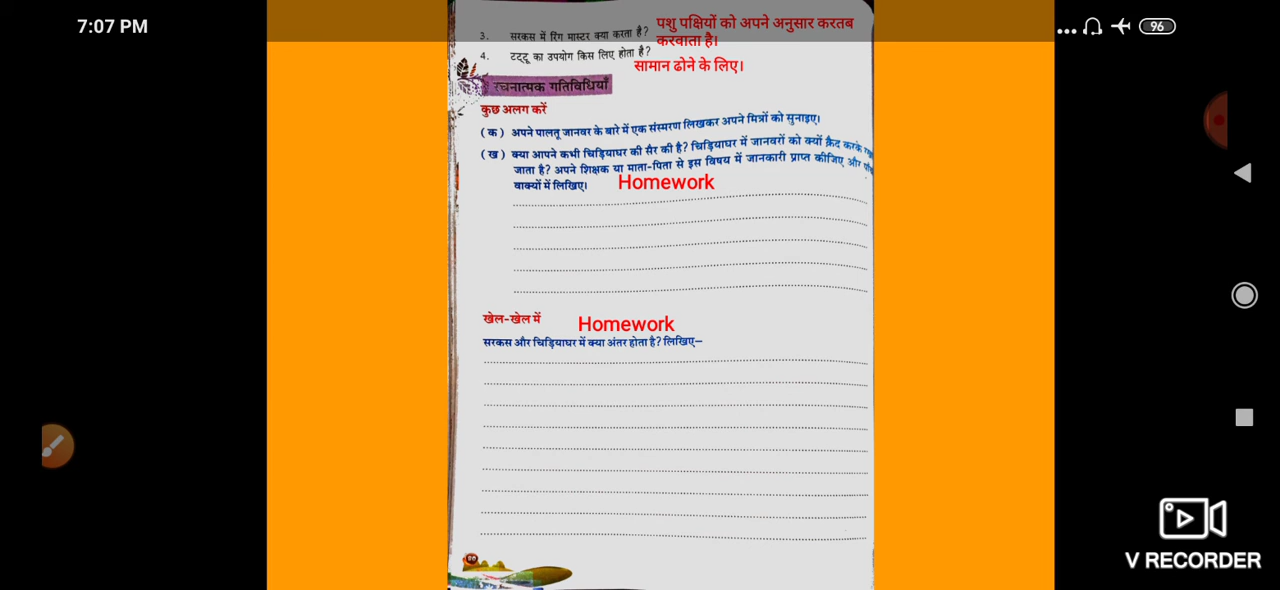 7:07 PM
96
3. सरकस में रिंग मास्टर क्या करता है? पशु पक्षियों को अपने अनुसार करतब
करवाता है।
4. टट्टू का उपयोग किस लिए होता है?
सामान ढोने के लिए।
रचनात्मक गतिविधियाँ
कुछ अलग करें
(क) अपने पालतू जानवर के बारे में एक संस्मरण लिखकर अपने मित्रों को सुनाइए।
(ख) क्या आपने कभी चिड़ियाघर की सैर की है? चिड़ियाघर में जानवरों को क्यों क़ैद करके
जाता है? अपने शिक्षक या माता-पिता से इस विषय में जानकारी प्राप्त कीजिए और
वाक्यों में लिखिए। Homework
खेल-खेल में
Homework
सरकस और चिड़ियाघर में क्या अंतर होता है? लिखिए–
V RECORDER